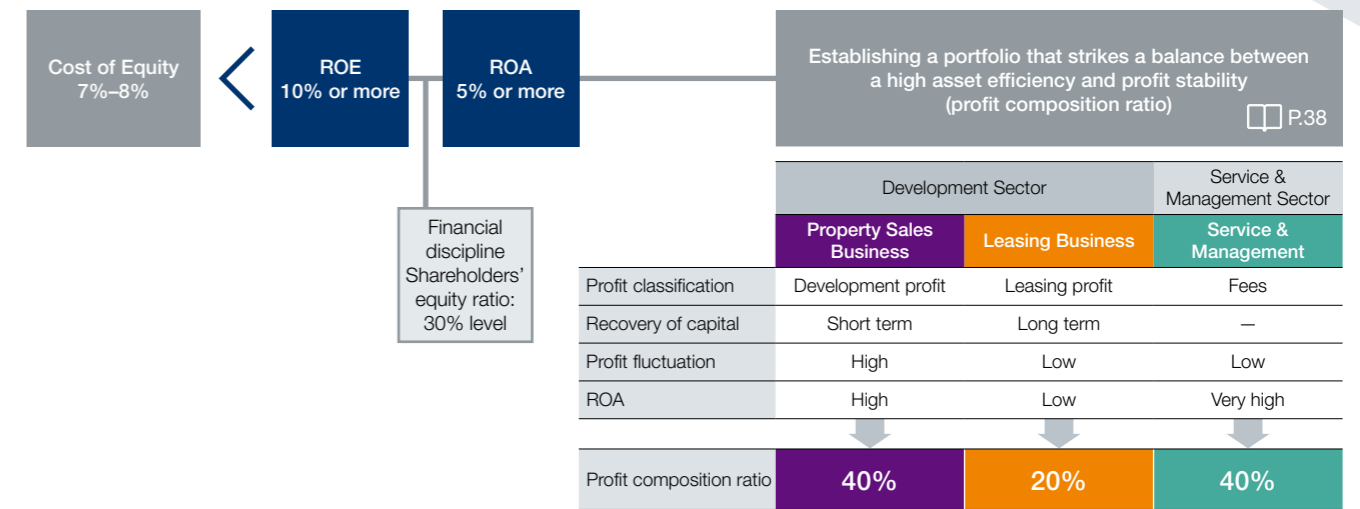 Cost of Equity
7%–8%
ROE
10% or more
ROA
5% or more
Establishing a portfolio that strikes a balance between
a high asset efficiency and profit stability
(profit composition ratio)
P.38
Financial
discipline
Shareholders’
equity ratio:
30% level
Development Sector
Service &
Management Sector
Property Sales
Business
Leasing Business
Service &
Management
Profit classification Development profit Leasing profit Fees
Recovery of capital Short term Long term —
Profit fluctuation High Low Low
ROA High Low Very high
Profit composition ratio 40% 20% 40%